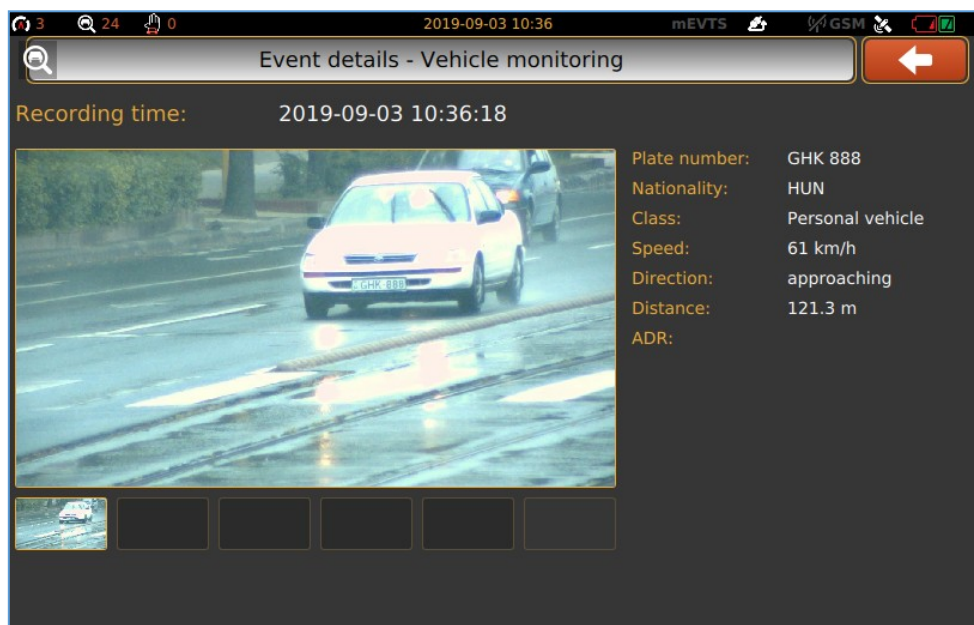 3 24 0 2019-09-03 10:36 mEVTS GSM
Event details - Vehicle monitoring
Recording time: 2019-09-03 10:36:18
Plate number: GHK 888
Nationality: HUN
Class: Personal vehicle
Speed: 61 km/h
Direction: approaching
Distance: 121.3 m
ADR:
GHK-888